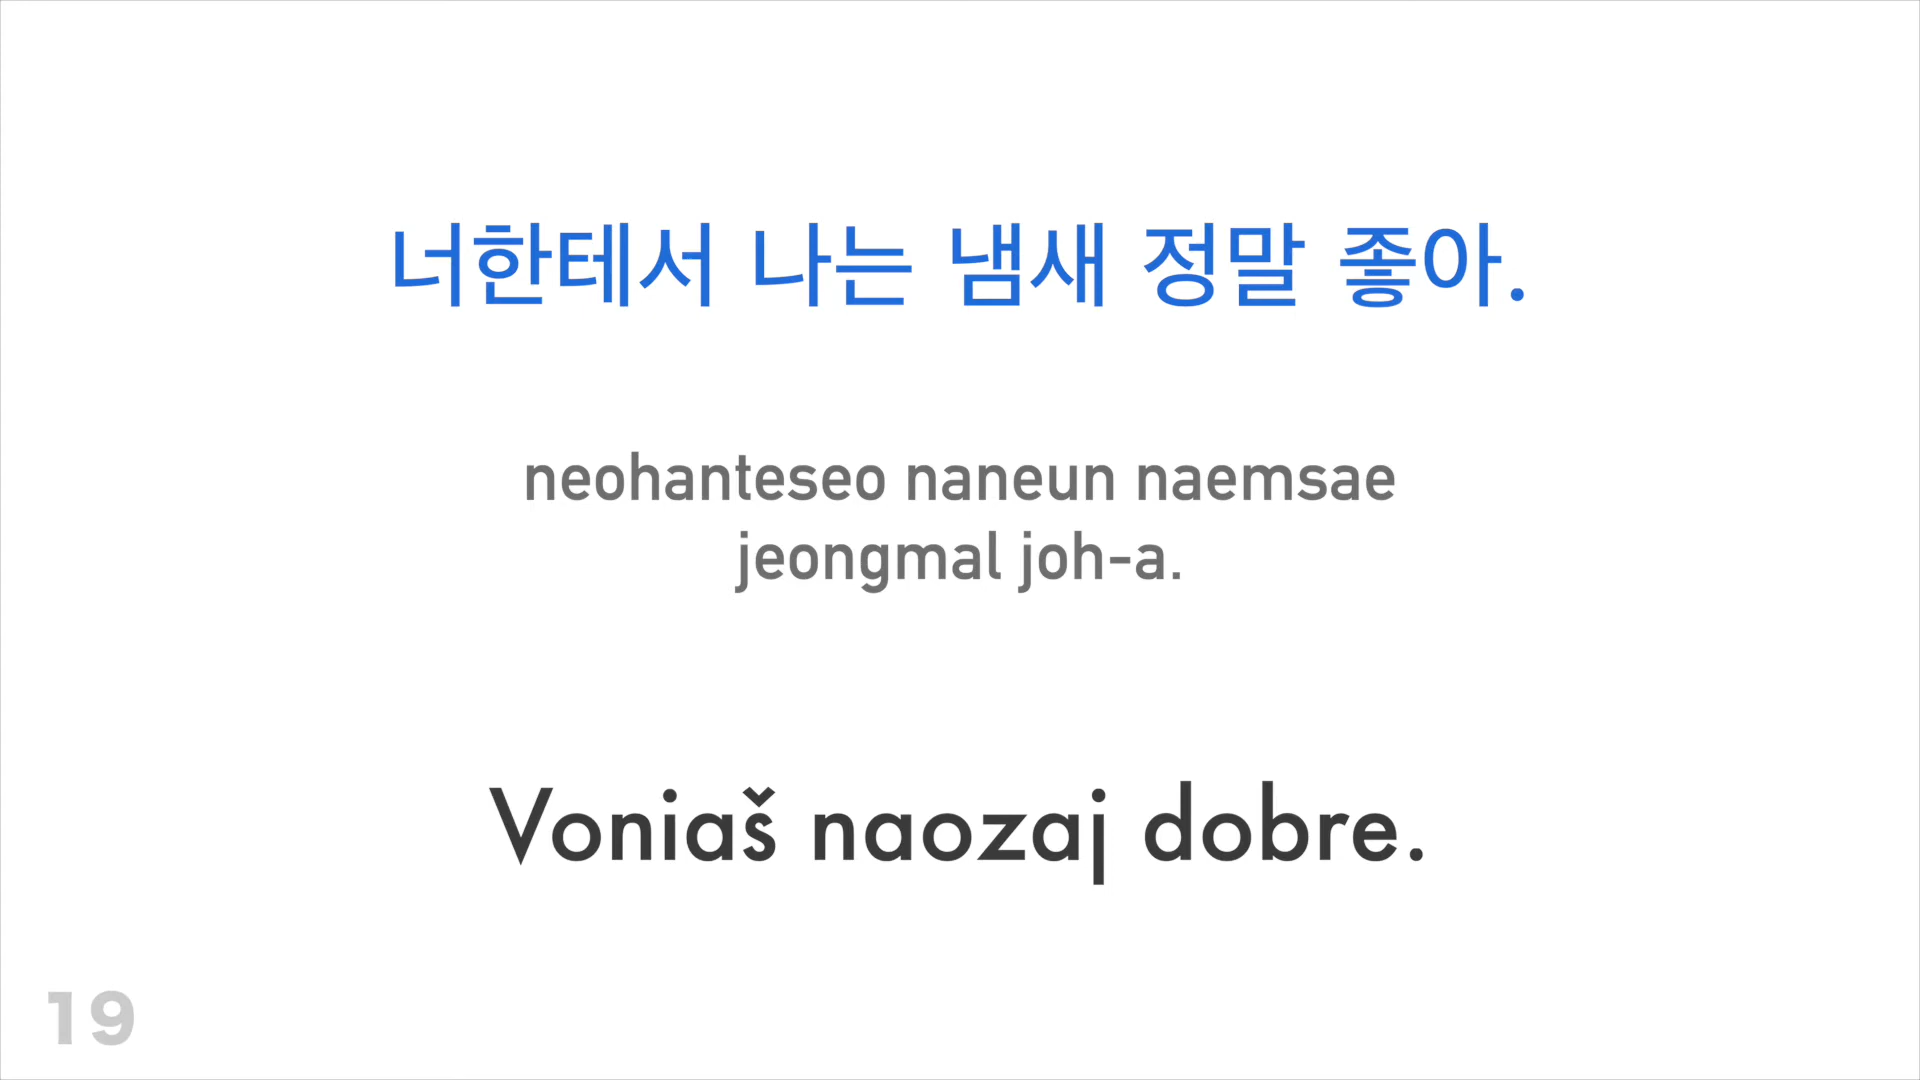 너한테서 나는 냄새 정말 좋아.
neohanteseo naneun naemsae
jeongmal joh-a.
Voniaš naozaj dobre.
19